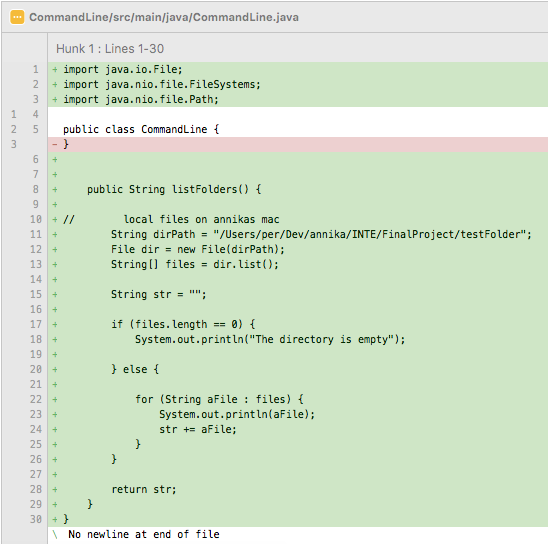 CommandLine/src/main/java/CommandLine.java
Hunk 1 : Lines 1-30
1 + import java.io.File;
2 + import java.nio.file.FileSystems;
3 + import java.nio.file.Path;
1 4
2 5 public class CommandLine {
3 - }
6 +
7 +
8 +     public String listFolders() {
9 +
10 + //        local files on annikas mac
11 +         String dirPath = "/Users/per/Dev/annika/INTE/FinalProject/testFolder";
12 +         File dir = new File(dirPath);
13 +         String[] files = dir.list();
14 +
15 +         String str = "";
16 +
17 +         if (files.length == 0) {
18 +             System.out.println("The directory is empty");
19 +
20 +         } else {
21 +
22 +             for (String aFile : files) {
23 +                 System.out.println(aFile);
24 +                 str += aFile;
25 +             }
26 +         }
27 +
28 +         return str;
29 +     }
30 + }
\ No newline at end of file